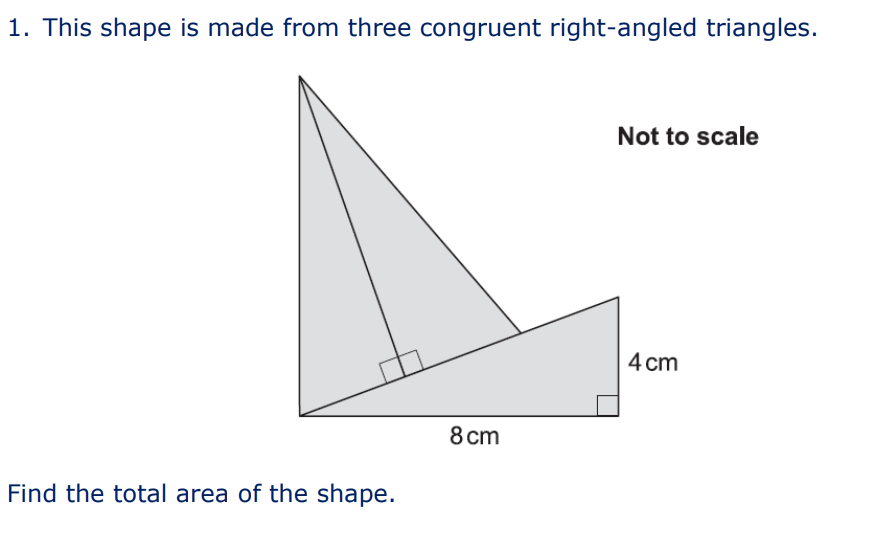 1. This shape is made from three congruent right-angled triangles.
Not to scale
4 cm
8 cm
Find the total area of the shape.